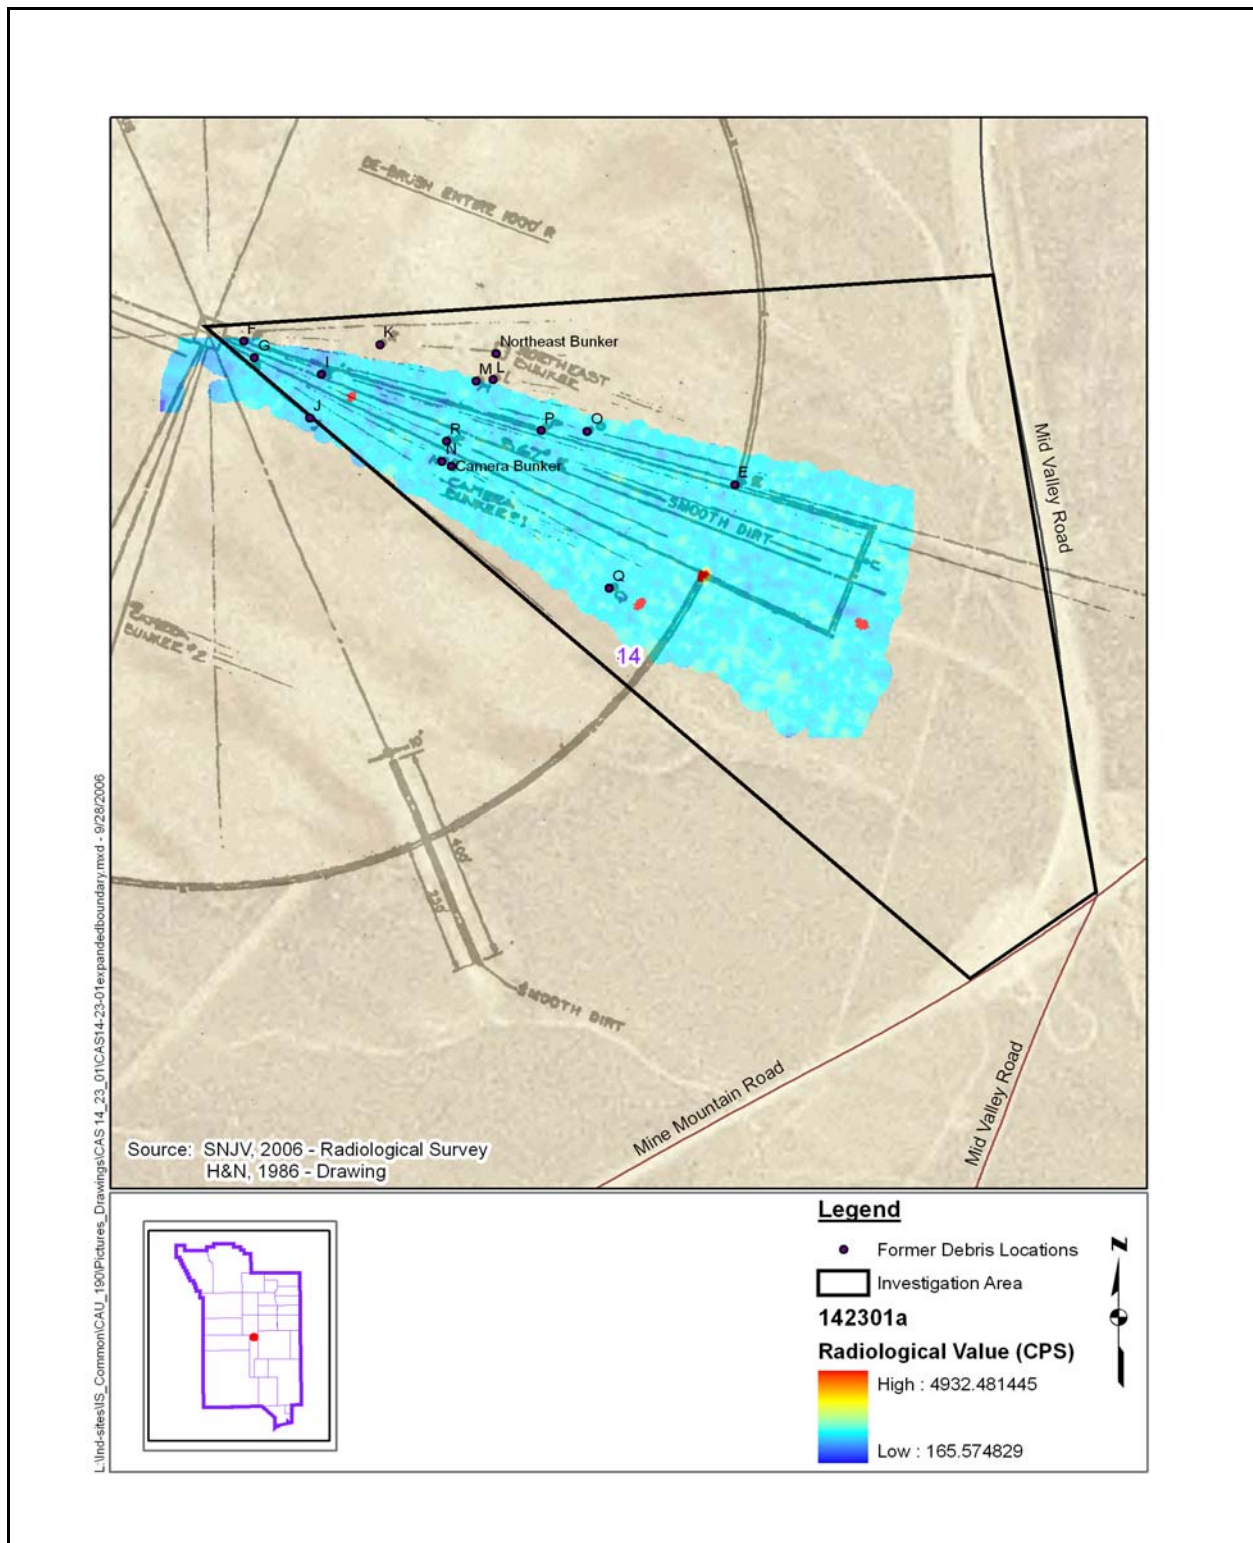 DE-BRUSH ENTIRE 1000' R
F
G
K
Northeast Bunker
NORTHEAST
BUNKER
I
M
L
J
P
O
R
N
Camera Bunker
CAMERA
BUNKER #1
E
E
SMOOTH DIRT
C
Q
Q
14
CAMERA
BUNKER #2
10'
400'
250'
SMOOTH DIRT
Mid Valley Road
Mine Mountain Road
Mid Valley Road
Source: SNJV, 2006 - Radiological Survey
H&N, 1986 - Drawing
L:\Ind-sites\IS_Common\CAU_190\Pictures_Drawings\CAS 14_23_01\CAS14-23-01expandedboundary.mxd - 9/28/2006
Legend
Former Debris Locations
Investigation Area
142301a
Radiological Value (CPS)
High : 4932.481445
Low : 165.574829
N